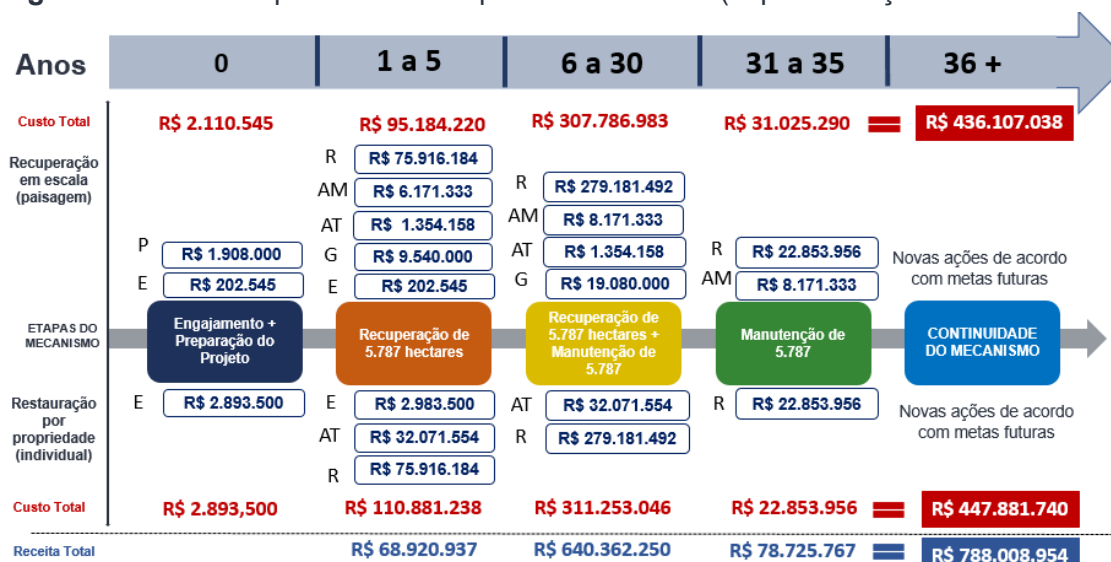 Anos
0
1 a 5
6 a 30
31 a 35
36 +
Custo Total
R$ 2.110.545
R$ 95.184.220
R$ 307.786.983
R$ 31.025.290
=
R$ 436.107.038
Recuperação
em escala
(paisagem)
P
R$ 1.908.000
E
R$ 202.545
R
R$ 75.916.184
AM
R$ 6.171.333
AT
R$ 1.354.158
G
R$ 9.540.000
E
R$ 202.545
R
R$ 279.181.492
AM
R$ 8.171.333
AT
R$ 1.354.158
G
R$ 19.080.000
R
R$ 22.853.956
AM
R$ 8.171.333
Novas ações de acordo
com metas futuras
ETAPAS DO
MECANISMO
Engajamento +
Preparação do
Projeto
Recuperação de
5.787 hectares
Recuperação de
5.787 hectares +
Manutenção de
5.787
Manutenção de
5.787
CONTINUIDADE
DO MECANISMO
Restauração
por
propriedade
(individual)
E
R$ 2.893.500
E
R$ 2.983.500
AT
R$ 32.071.554
R
R$ 75.916.184
AT
R$ 32.071.554
R
R$ 279.181.492
R
R$ 22.853.956
Novas ações de acordo
com metas futuras
Custo Total
R$ 2.893,500
R$ 110.881.238
R$ 311.253.046
R$ 22.853.956
=
R$ 447.881.740
Receita Total
R$ 68.920.937
R$ 640.362.250
R$ 78.725.767
=
R$ 788.008.954